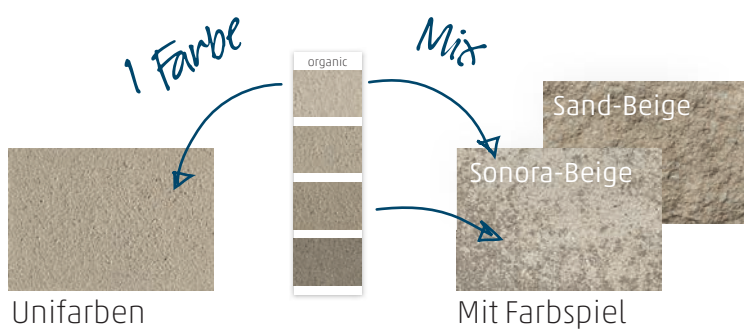 1 Farbe
organic
Mix
Sand-Beige
Sonora-Beige
Unifarben
Mit Farbspiel